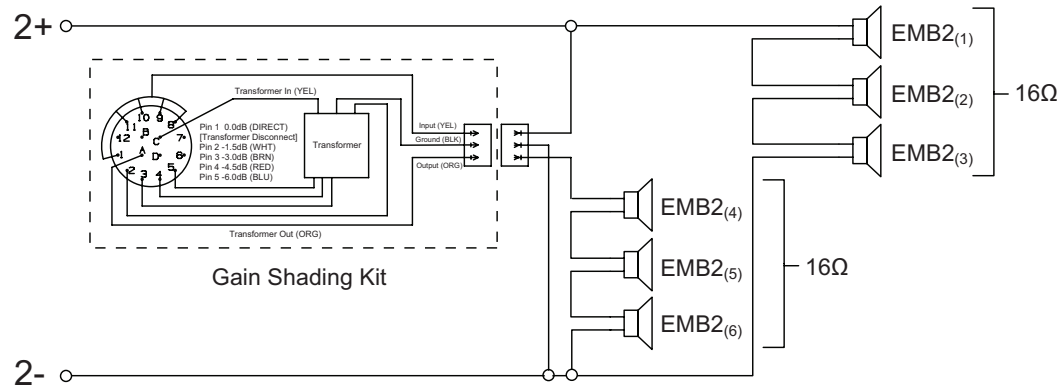 2+
EMB2(1)
EMB2(2)
EMB2(3)
16Ω
Transformer In (YEL)
10 9 8 7 6 5 4 3 2 1 12 11
A B C D
Pin 1 0.0dB (DIRECT)
[Transformer Disconnect]
Pin 2 -1.5dB (WHT)
Pin 3 -3.0dB (BRN)
Pin 4 -4.5dB (RED)
Pin 5 -6.0dB (BLU)
Transformer
Input (YEL)
Ground (BLK)
Output (ORG)
Transformer Out (ORG)
Gain Shading Kit
EMB2(4)
EMB2(5)
EMB2(6)
16Ω
2-